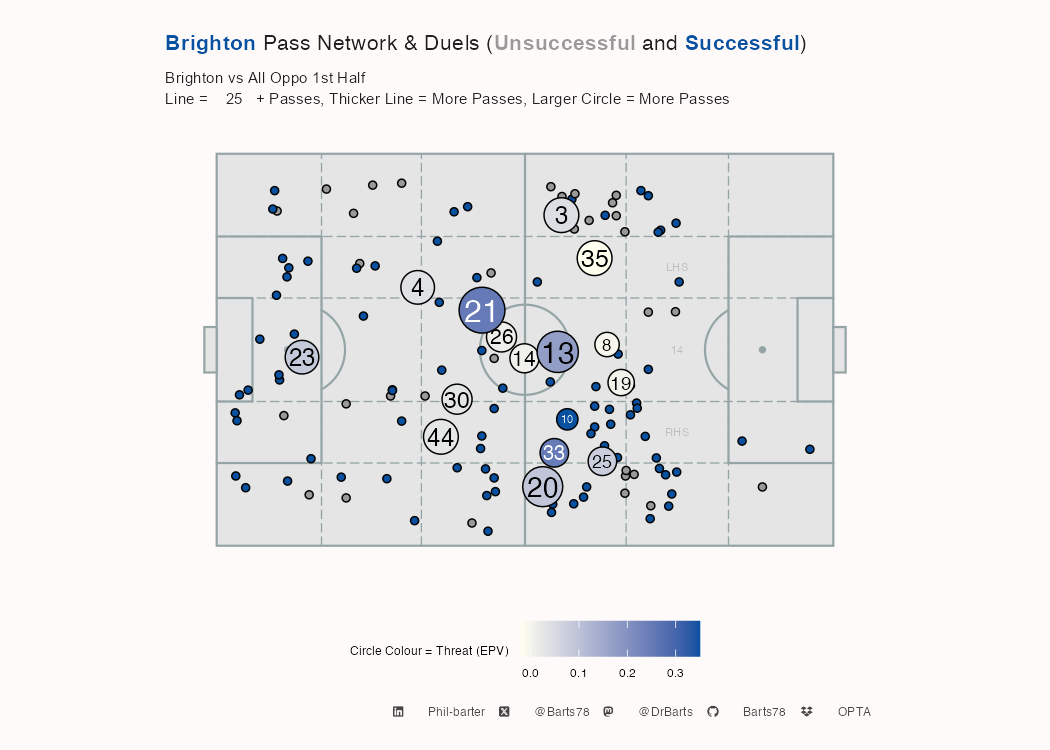 Brighton Pass Network & Duels (Unsuccessful and Successful)
Brighton vs All Oppo 1st Half
Line = 25 + Passes, Thicker Line = More Passes, Larger Circle = More Passes
3
35
LHS
4
21
26
8
14
13
14
23
19
30
10
RHS
44
33
25
20
Circle Colour = Threat (EPV)
0.0 0.1 0.2 0.3
Phil-barter @Barts78 @DrBarts Barts78 OPTA